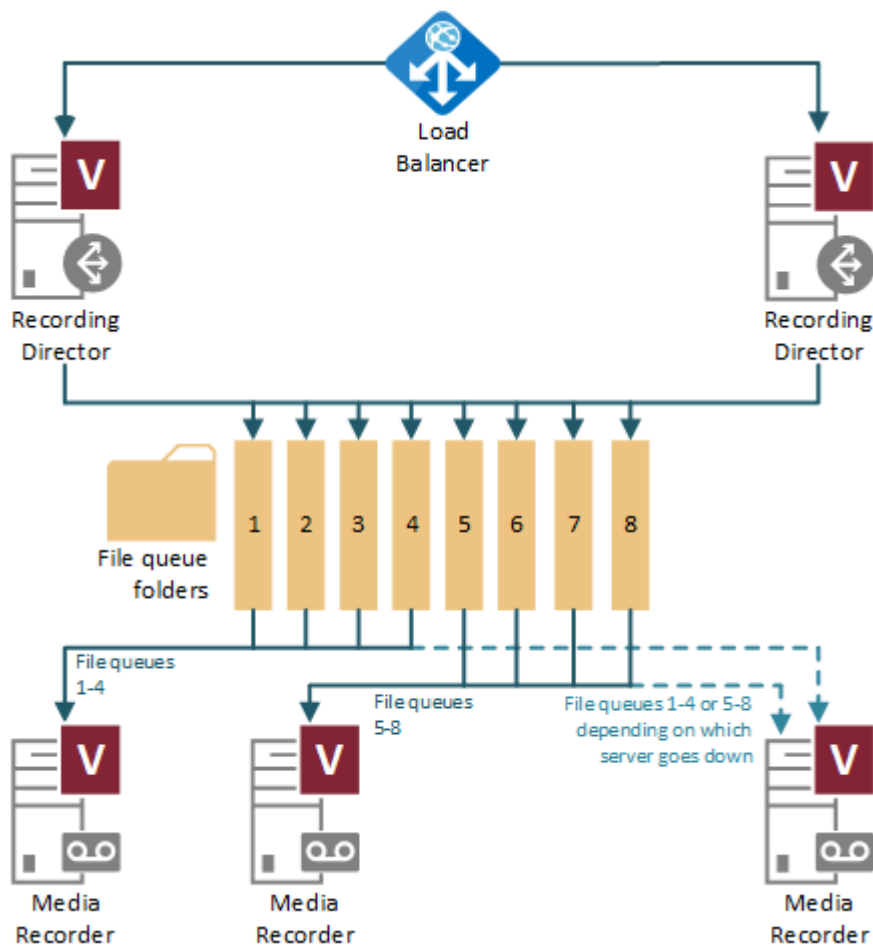 Load
Balancer
V
V
Recording
Director
Recording
Director
File queue
folders
1
2
3
4
5
6
7
8
File queues
1-4
File queues
5-8
File queues 1-4 or 5-8
depending on which
server goes down
V
V
V
Media
Recorder
Media
Recorder
Media
Recorder